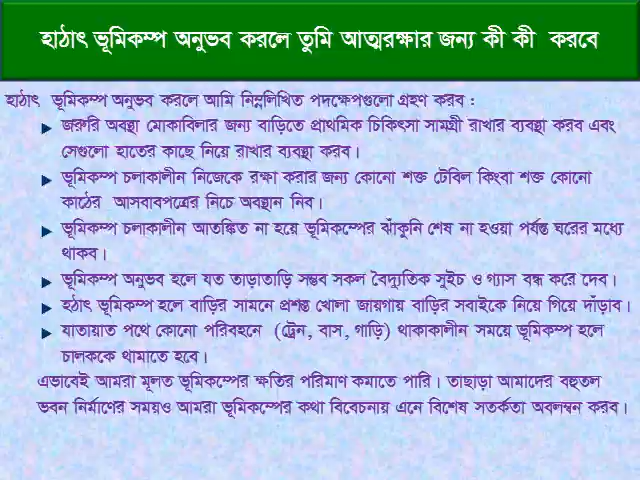 হাঠাৎ ভূমিকম্প অনুভব করলে তুমি আত্মরক্ষার জন্য কী কী করবে
হাঠাৎ ভূমিকম্প অনুভব করলে আমি নিম্নলিখিত পদক্ষেপগুলো গ্রহণ করব :
জরুরি অবস্থা মোকাবিলার জন্য বাড়িতে প্রাথমিক চিকিৎসা সামগ্রী রাখার ব্যবস্থা করব এবং
সেগুলো হাতের কাছে নিয়ে রাখার ব্যবস্থা করব।
ভূমিকম্প চলাকালীন নিজেকে রক্ষা করার জন্য কোনো শক্ত টেবিল কিংবা শক্ত কোনো
কাঠের আসবাবপত্রের নিচে অবস্থান নিব।
ভূমিকম্প চলাকালীন আতঙ্কিত না হয়ে ভূমিকম্পের ঝাঁকুনি শেষ না হওয়া পর্যন্ত ঘরের মধ্যে
থাকব।
ভূমিকম্প অনুভব হলে যত তাড়াতাড়ি সম্ভব সকল বৈদ্যুতিক সুইচ ও গ্যাস বন্ধ করে দেব।
হঠাৎ ভূমিকম্প হলে বাড়ির সামনে প্রশস্ত খোলা জায়গায় বাড়ির সবাইকে নিয়ে গিয়ে দাঁড়াব।
যাতায়াত পথে কোনো পরিবহনে (ট্রেন, বাস, গাড়ি) থাকাকালীন সময়ে ভূমিকম্প হলে
চালককে থামাতে হবে।
এভাবেই আমরা মূলত ভূমিকম্পের ক্ষতির পরিমাণ কমাতে পারি। তাছাড়া আমাদের বহুতল
ভবন নির্মাণের সময়ও আমরা ভূমিকম্পের কথা বিবেচনায় এনে বিশেষ সতর্কতা অবলম্বন করব।